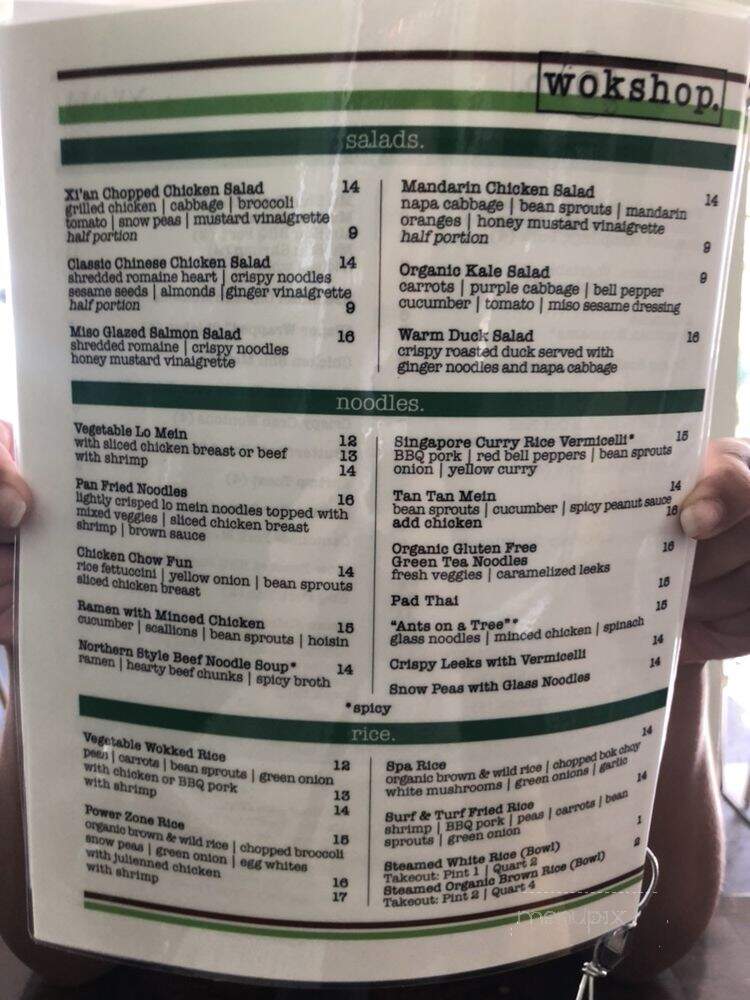 wokshop.
salads.
Xi'an Chopped Chicken Salad 14
grilled chicken | cabbage | broccoli
tomato | snow peas | mustard vinaigrette
half portion 9
Classic Chinese Chicken Salad 14
shredded romaine heart | crispy noodles
sesame seeds | almonds | ginger vinaigrette
half portion 9
Miso Glazed Salmon Salad 16
shredded romaine | crispy noodles
honey mustard vinaigrette
Mandarin Chicken Salad 14
napa cabbage | bean sprouts | mandarin
oranges | honey mustard vinaigrette
half portion 9
Organic Kale Salad 9
carrots | purple cabbage | bell pepper
cucumber | tomato | miso sesame dressing
Warm Duck Salad 16
crispy roasted duck served with
ginger noodles and napa cabbage
noodles.
Vegetable Lo Mein 12
with sliced chicken breast or beef 13
with shrimp 14
Pan Fried Noodles 16
lightly crisped lo mein noodles topped with
mixed veggies | sliced chicken breast
shrimp | brown sauce
Chicken Chow Fun 14
rice fettuccini | yellow onion | bean sprouts
sliced chicken breast
Ramen with Minced Chicken 15
cucumber | scallions | bean sprouts | hoisin
Northern Style Beef Noodle Soup* 14
ramen | hearty beef chunks | spicy broth
Singapore Curry Rice Vermicelli* 15
BBQ pork | red bell peppers | bean sprouts
onion | yellow curry
Tan Tan Mein 14
bean sprouts | cucumber | spicy peanut sauce
add chicken 16
Organic Gluten Free 16
Green Tea Noodles
fresh veggies | caramelized leeks
Pad Thai 15
"Ants on a Tree"* 15
glass noodles | minced chicken | spinach
Crispy Leeks with Vermicelli 14
Snow Peas with Glass Noodles 14
*spicy
rice.
Vegetable Wokked Rice 12
peas | carrots | bean sprouts | green onion
with chicken or BBQ pork 13
with shrimp 14
Power Zone Rice 15
organic brown & wild rice | chopped broccoli
snow peas | green onion | egg whites
with julienned chicken 16
with shrimp 17
Spa Rice 14
organic brown & wild rice | chopped bok choy
white mushrooms | green onions | garlic
Surf & Turf Fried Rice 14
shrimp | BBQ pork | peas | carrots | bean
sprouts | green onion
Steamed White Rice (Bowl) 1
Takeout: Pint 1 | Quart 2
Steamed Organic Brown Rice (Bowl) 2
Takeout: Pint 2 | Quart 4
menupix